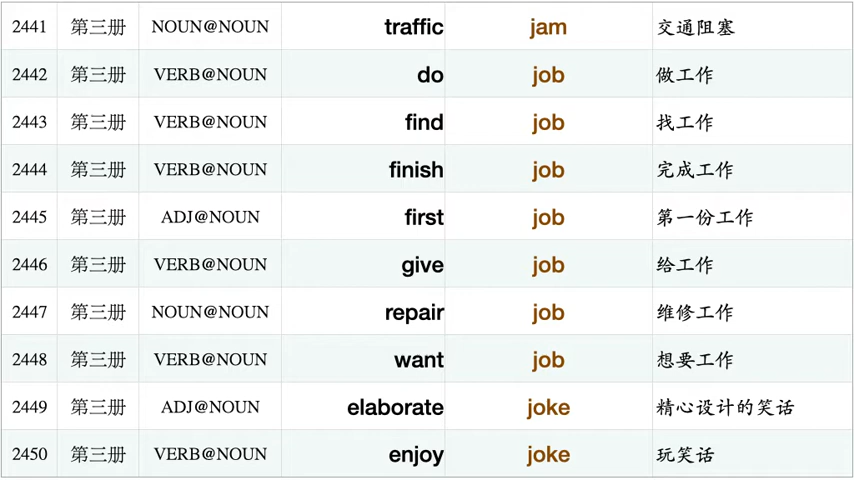 2441 第三册 NOUN@NOUN traffic jam 交通阻塞
2442 第三册 VERB@NOUN do job 做工作
2443 第三册 VERB@NOUN find job 找工作
2444 第三册 VERB@NOUN finish job 完成工作
2445 第三册 ADJ@NOUN first job 第一份工作
2446 第三册 VERB@NOUN give job 给工作
2447 第三册 NOUN@NOUN repair job 维修工作
2448 第三册 VERB@NOUN want job 想要工作
2449 第三册 ADJ@NOUN elaborate joke 精心设计的笑话
2450 第三册 VERB@NOUN enjoy joke 玩笑话